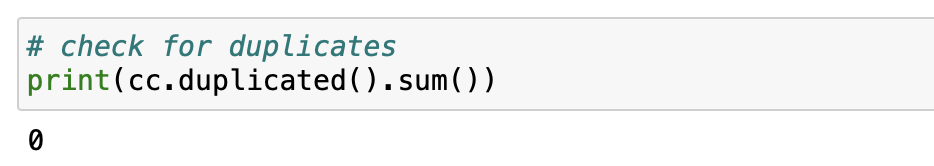 # check for duplicates
print(cc.duplicated().sum())
0